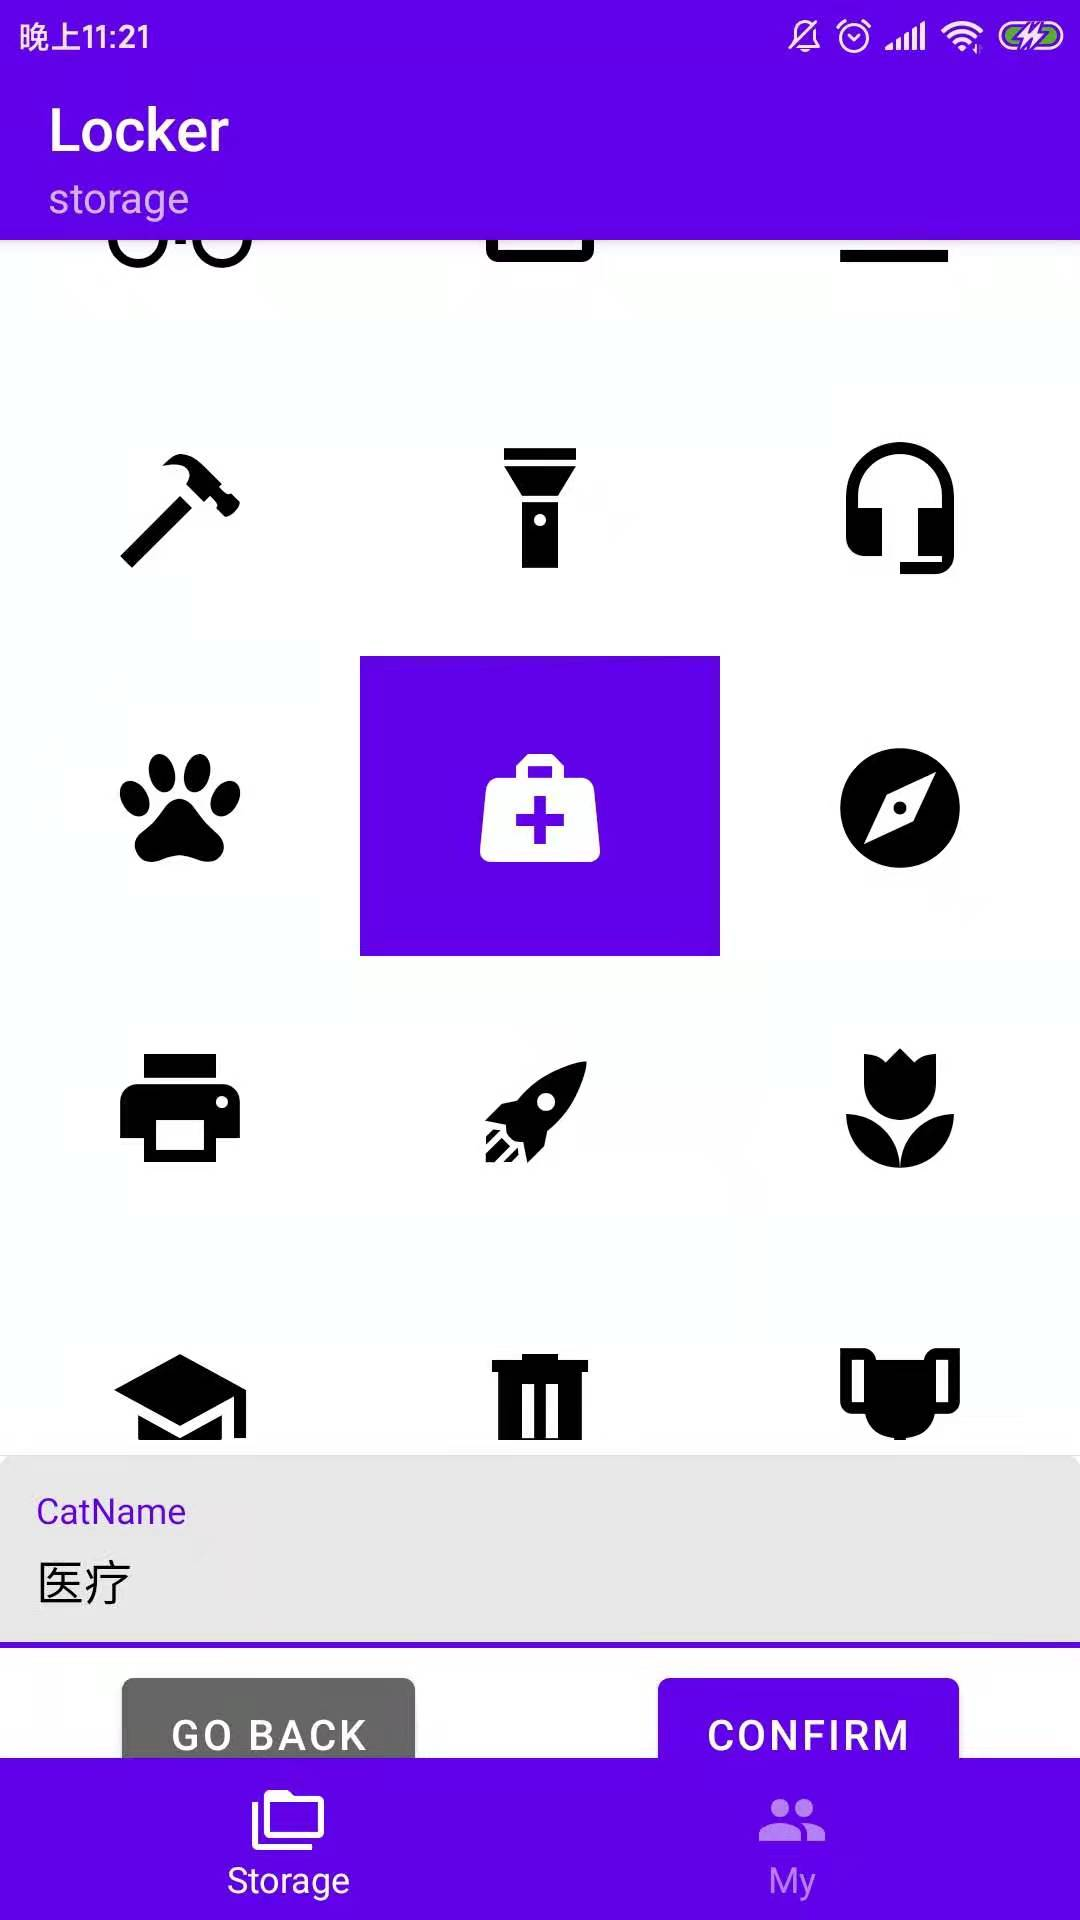 晚上11:21
Locker
storage
CatName
医疗
GO BACK
CONFIRM
Storage
My